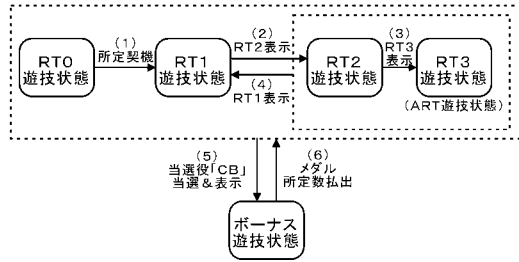 RT0
遊技状態
(1)
所定契機
RT1
遊技状態
(2)
RT2表示
(4)
RT1表示
RT2
遊技状態
(3)
RT3
表示
RT3
遊技状態
(ART遊技状態)
(5)
当選役「CB」
当選&表示
(6)
メダル
所定数払出
ボーナス
遊技状態